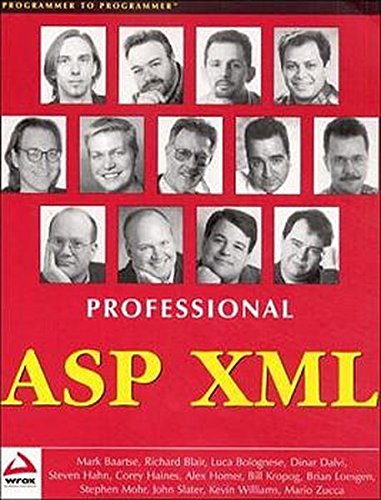 PROGRAMMER TO PROGRAMMER™
PROFESSIONAL
ASP XML
Mark Baartse, Richard Blair, Luca Bolognese, Dinar Dalvi,
Steven Hahn, Corey Haines, Alex Homer, Bill Kropog, Brian Loesgen,
Stephen Mohr, John Slater, Kevin Williams, Mario Zucca
wrox